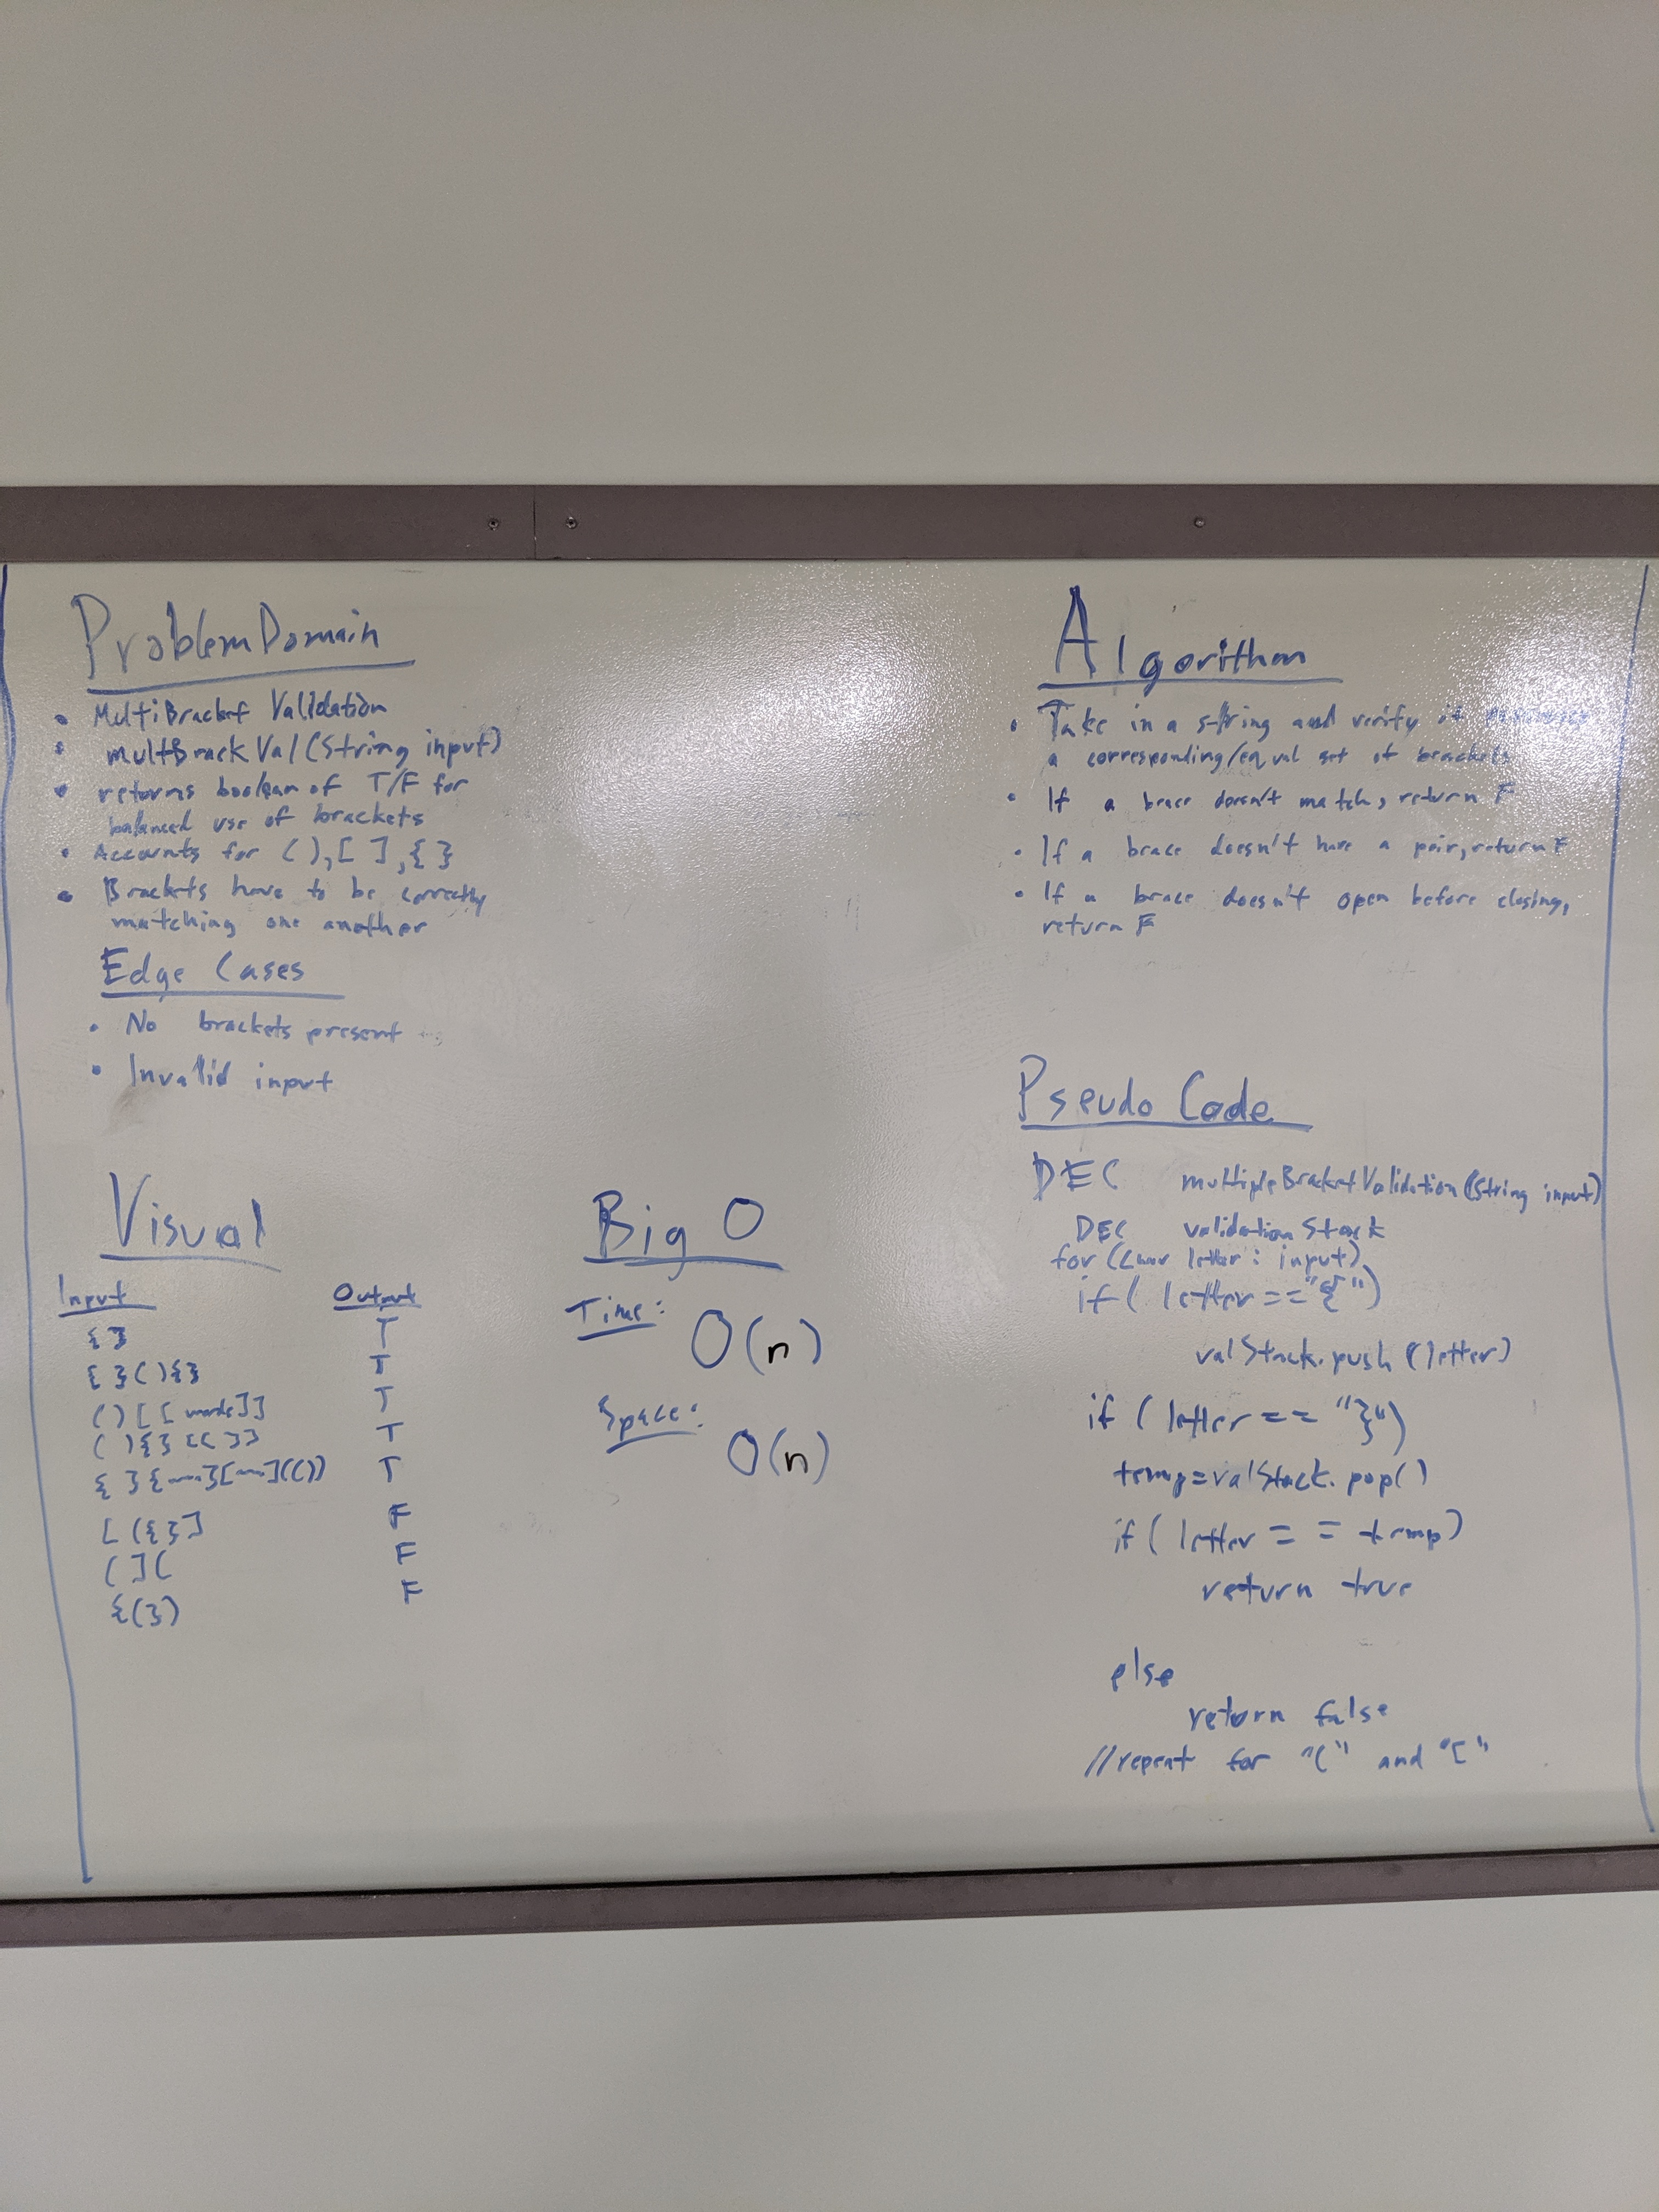 Problem Domain
• MultiBracket Validation
• multBrackVal(String input)
• returns boolean of T/F for
balanced use of brackets
• Accounts for (),[ ],{ }
• Brackets have to be correctly
matching one another
Edge Cases
• No brackets present
• Invalid input
Visual
Input Output
{} T
{ }( ){} T
()[[ ]] T
( ){}[[ ]] T
{ }{ }[ ](()) T
[({}] F
(]( F
{(}) F
Big O
Time:
O(n)
Space:
O(n)
Algorithm
• Take in a string and verify it
a corresponding/equal set of brackets
• If a brace doesn't match, return F
• If a brace doesn't have a pair, return F
• If a brace doesn't open before closing,
return F
Pseudo Code
DEC multipleBracketValidation(String input)
DEC validationStack
for (Char letter : input)
if( letter =="{")
valStack.push(letter)
if ( letter == "}")
temp=valStack.pop()
if( letter = = temp)
return true
else
return false
//repeat for "(" and "["